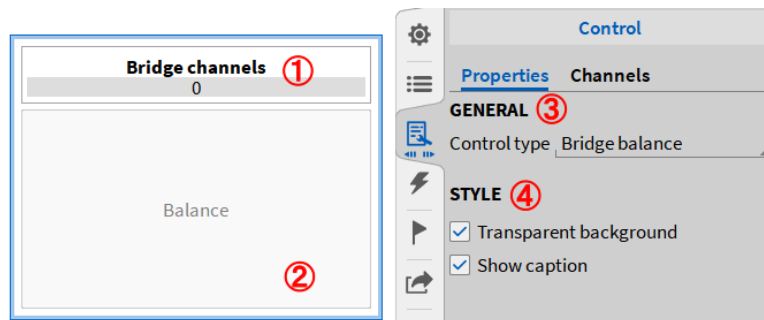 Bridge channels ①
0
Balance
②
Control
Properties Channels
GENERAL ③
Control type Bridge balance
STYLE ④
Transparent background
Show caption